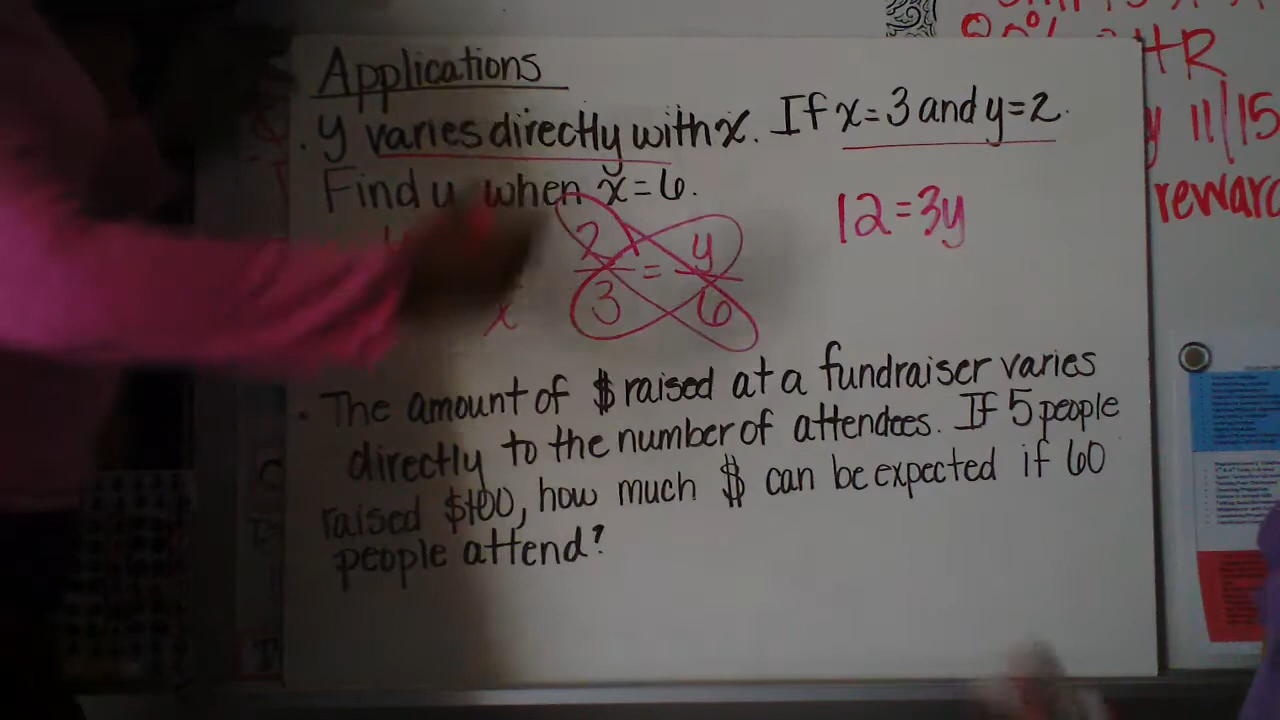 Applications
. y varies directly with x. If x=3 and y=2.
Find y when x=6.
2/3 = y/6
12=3y
x
. The amount of $ raised at a fundraiser varies
directly to the number of attendees. If 5 people
raised $100, how much $ can be expected if 60
people attend?
HR
y 11/15
reward